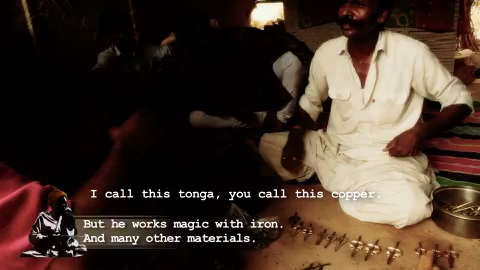 I call this tonga, you call this copper.
But he works magic with iron.
And many other materials.